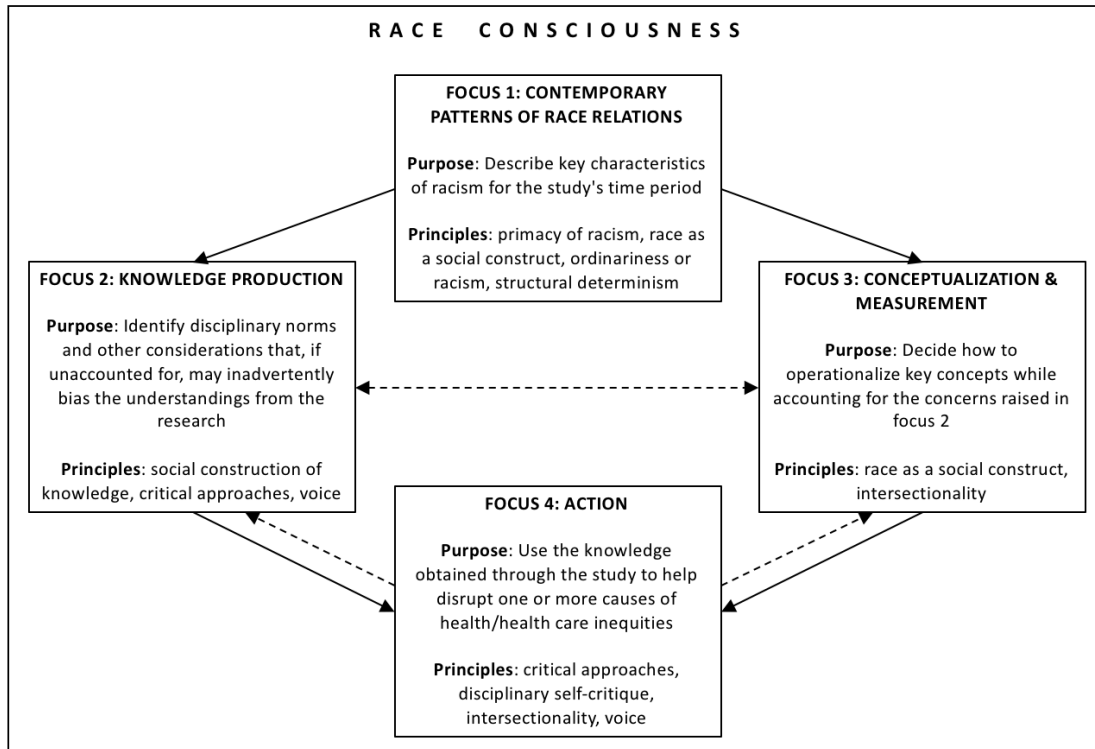 RACE CONSCIOUSNESS
FOCUS 1: CONTEMPORARY
PATTERNS OF RACE RELATIONS
Purpose: Describe key characteristics
of racism for the study's time period
Principles: primacy of racism, race as
a social construct, ordinariness or
racism, structural determinism
FOCUS 2: KNOWLEDGE PRODUCTION
Purpose: Identify disciplinary norms
and other considerations that, if
unaccounted for, may inadvertently
bias the understandings from the
research
Principles: social construction of
knowledge, critical approaches, voice
FOCUS 3: CONCEPTUALIZATION &
MEASUREMENT
Purpose: Decide how to
operationalize key concepts while
accounting for the concerns raised in
focus 2
Principles: race as a social construct,
intersectionality
FOCUS 4: ACTION
Purpose: Use the knowledge
obtained through the study to help
disrupt one or more causes of
health/health care inequities
Principles: critical approaches,
disciplinary self-critique,
intersectionality, voice